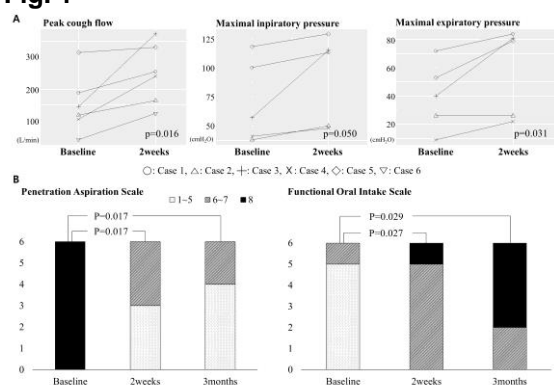 Fig. 1
A
Peak cough flow
Maximal inpiratory pressure
Maximal expiratory pressure
300
200
100
(L/min)
p=0.016
Baseline
2weeks
125
100
75
50
(cmH₂O)
p=0.050
Baseline
2weeks
80
60
40
20
(cmH₂O)
p=0.031
Baseline
2weeks
○: Case 1, △: Case 2, +: Case 3, X: Case 4, ◇: Case 5, ▽: Case 6
B
Penetration Aspiration Scale
1–5 6–7 8
Functional Oral Intake Scale
P=0.017
P=0.017
6
5
4
3
2
1
0
Baseline
2weeks
3months
P=0.029
P=0.027
6
5
4
3
2
1
0
Baseline
2weeks
3months